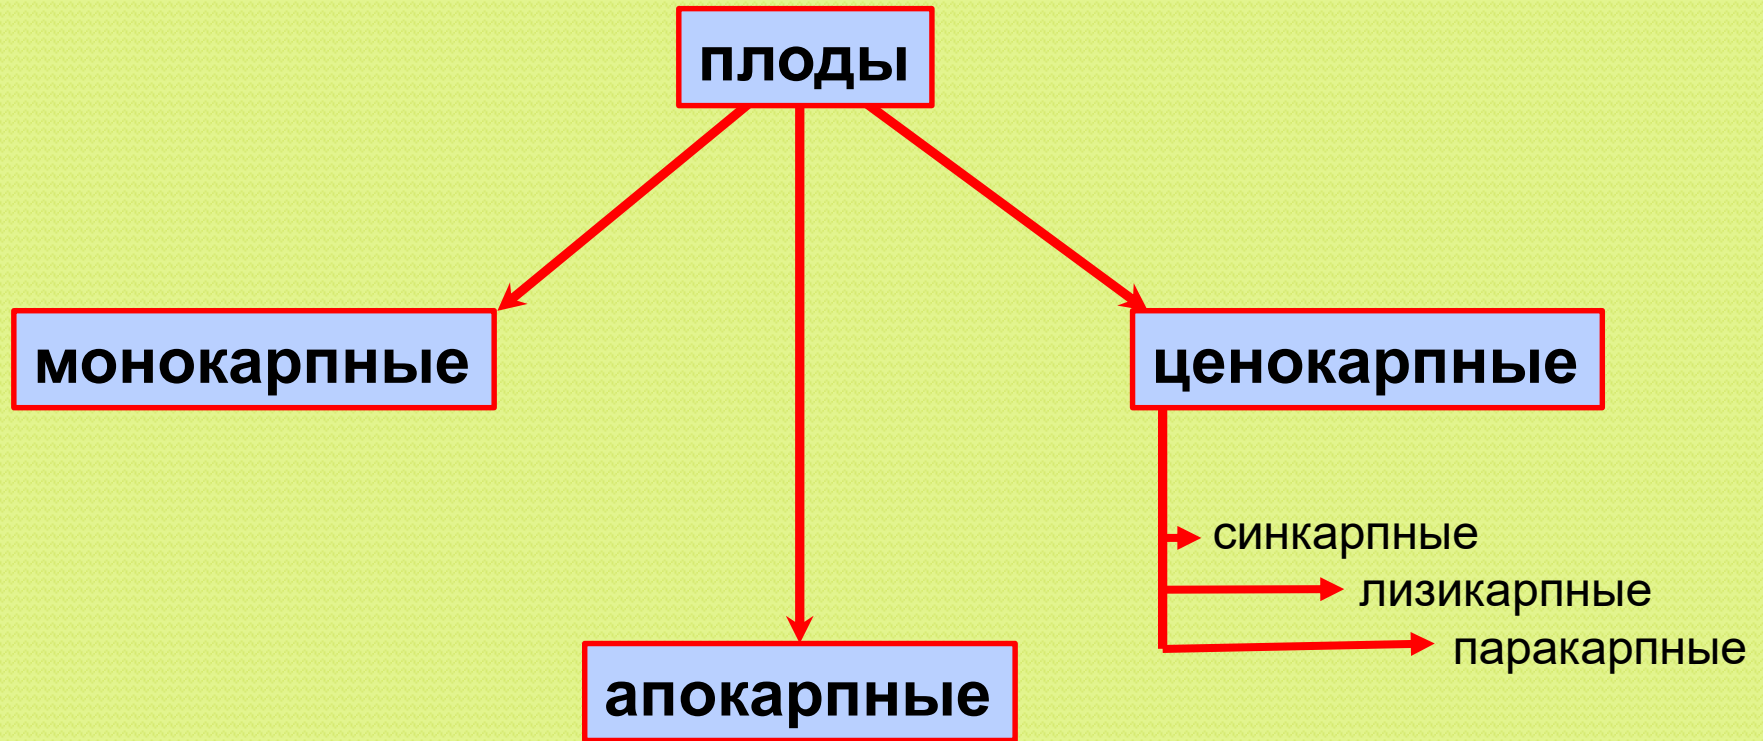 плоды
монокарпные
ценокарпные
синкарпные
лизикарпные
паракарпные
апокарпные